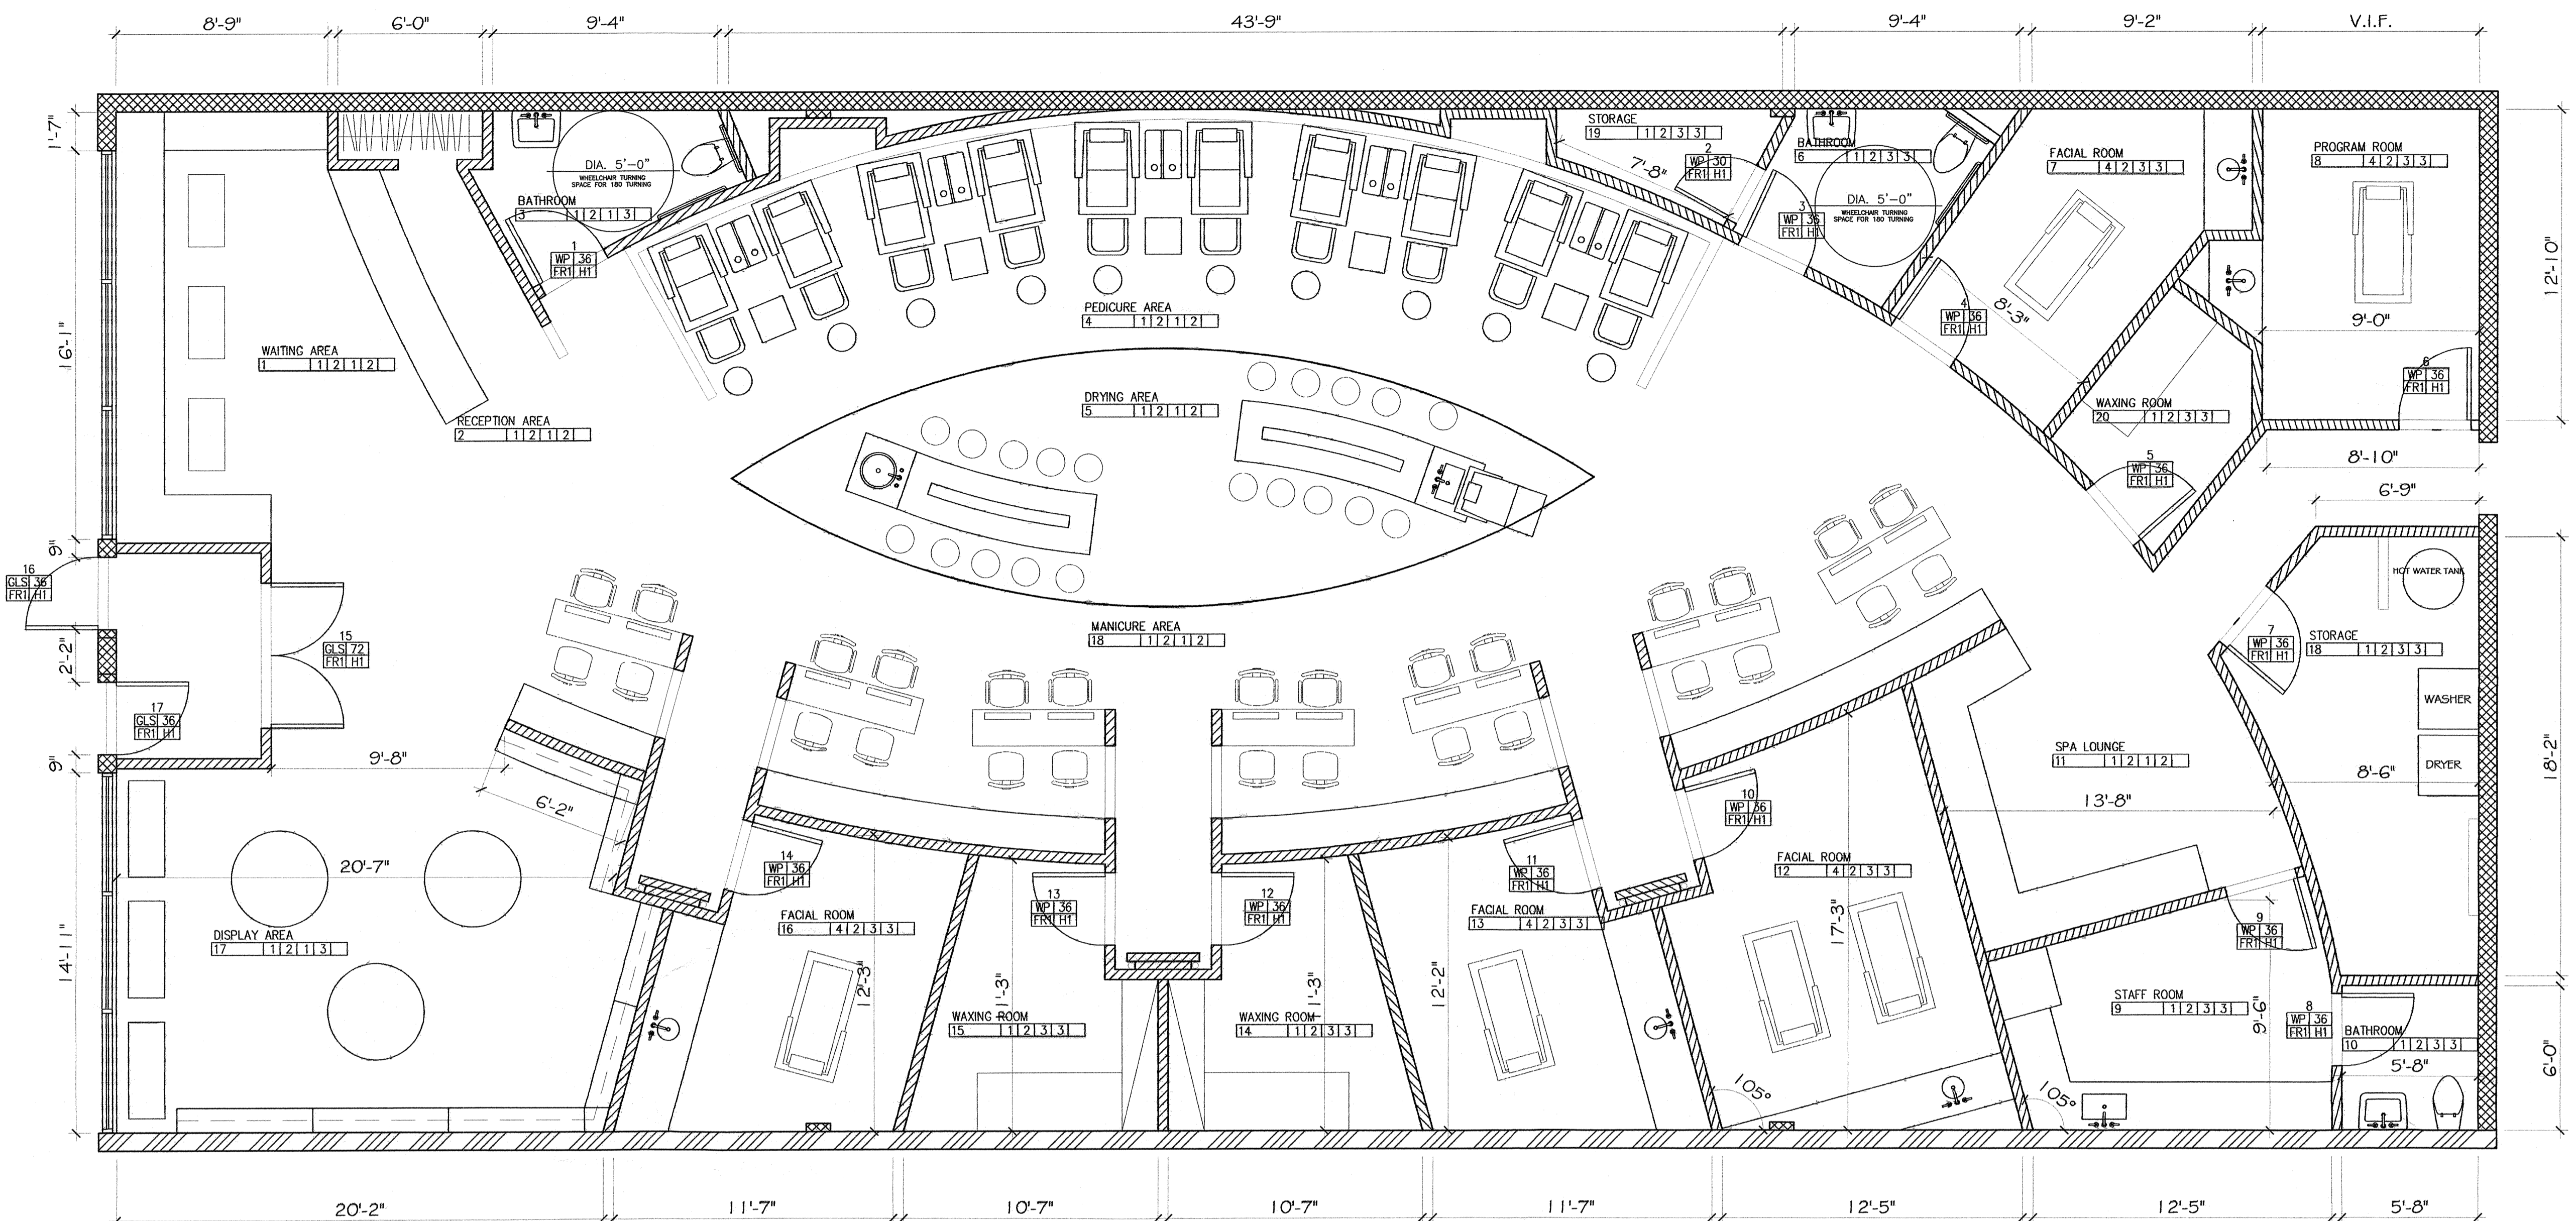 8'-9" 6'-0" 9'-4" 43'-9" 9'-4" 9'-2" V.I.F.
1'-7"
16'-1"
9"
2'-2"
9"
14'-11"
DIA. 5'-0"
WHEELCHAIR TURNING
SPACE FOR 180 TURNING
BATHROOM
3 1 2 1 3
1
WP 36
FR1 H1
WAITING AREA
1 1 2 1 2
RECEPTION AREA
2 1 2 1 2
PEDICURE AREA
4 1 2 1 2
DRYING AREA
5 1 2 1 2
MANICURE AREA
18 1 2 1 2
STORAGE
19 1 2 3 3
7'-8"
2
WP 30
FR1 H1
BATHROOM
6 1 2 3 3
3
WP 36
FR1 H1
DIA. 5'-0"
WHEELCHAIR TURNING
SPACE FOR 180 TURNING
FACIAL ROOM
7 4 2 3 3
4
WP 36
FR1 H1
8'-3"
PROGRAM ROOM
8 4 2 3 3
9'-0"
12'-10"
6
WP 36
FR1 H1
WAXING ROOM
20 1 2 3 3
5
WP 36
FR1 H1
8'-10"
6'-9"
HOT WATER TANK
7
WP 36
FR1 H1
STORAGE
18 1 2 3 3
WASHER
DRYER
8'-6"
18'-2"
SPA LOUNGE
11 1 2 1 2
13'-8"
16
GLS 36
FR1 H1
15
GLS 72
FR1 H1
17
GLS 36
FR1 H1
9'-8"
6'-2"
20'-7"
DISPLAY AREA
17 1 2 1 3
14
WP 36
FR1 H1
FACIAL ROOM
16 4 2 3 3
12'-3"
13
WP 36
FR1 H1
WAXING ROOM
15 1 2 3 3
1'-3"
12
WP 36
FR1 H1
WAXING ROOM
14 1 2 3 3
1'-3"
11
WP 36
FR1 H1
FACIAL ROOM
13 4 2 3 3
12'-2"
10
WP 36
FR1 H1
FACIAL ROOM
12 4 2 3 3
17'-3"
105°
9
WP 36
FR1 H1
STAFF ROOM
9 1 2 3 3
9'-6"
105°
8
WP 36
FR1 H1
BATHROOM
10 1 2 3 3
5'-8"
6'-0"
20'-2" 11'-7" 10'-7" 10'-7" 11'-7" 12'-5" 12'-5" 5'-8"